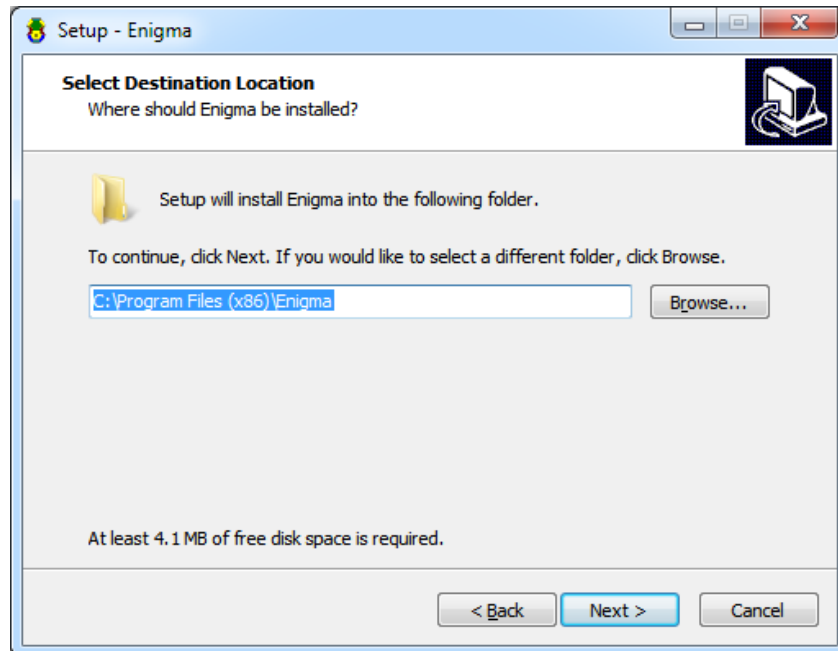 Setup - Enigma
Select Destination Location
Where should Enigma be installed?
Setup will install Enigma into the following folder.
To continue, click Next. If you would like to select a different folder, click Browse.
C:\Program Files (x86)\Enigma
Browse...
At least 4.1 MB of free disk space is required.
< Back
Next >
Cancel